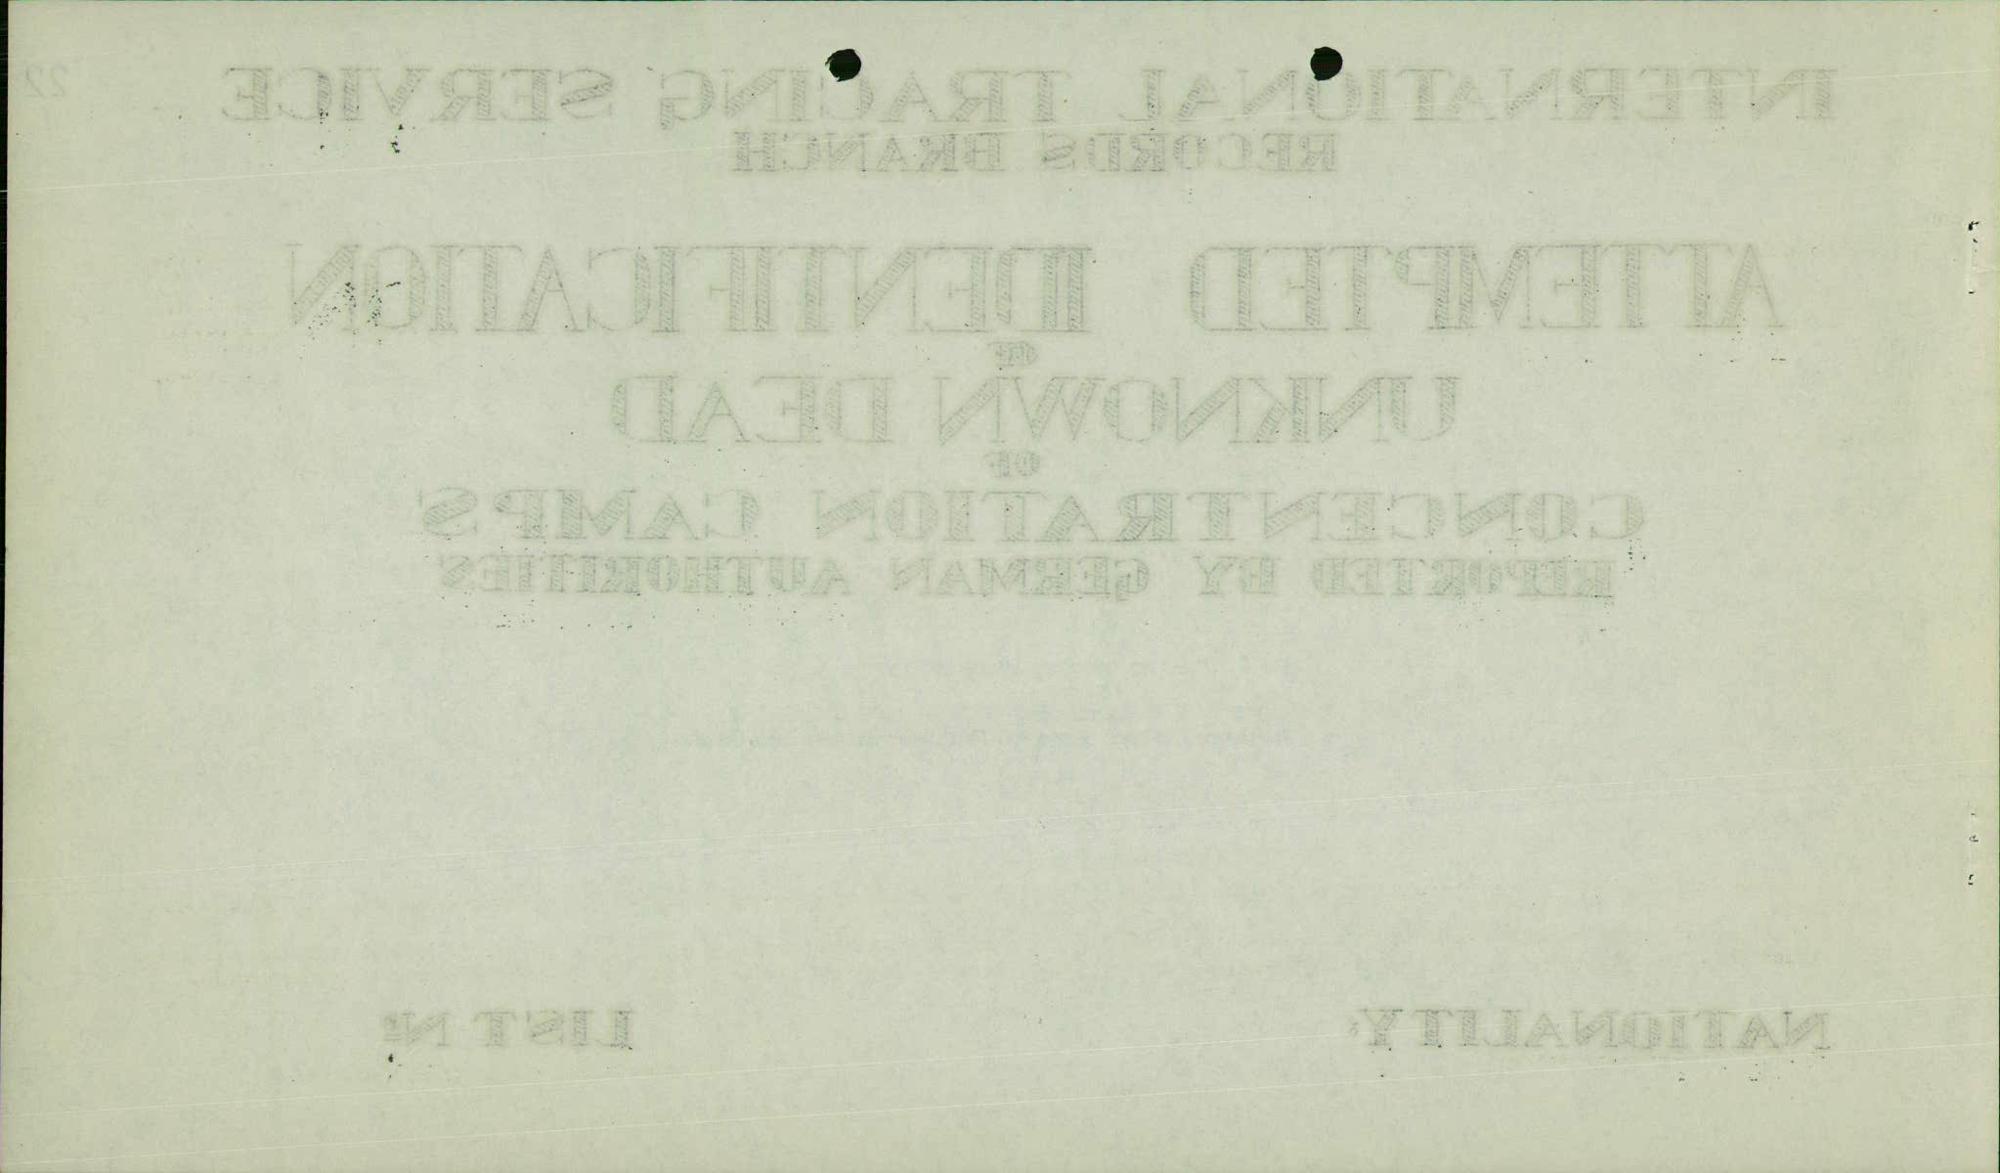 22
INTERNATIONAL TRACING SERVICE
RECORDS BRANCH
ATTEMPTED IDENTIFICATION
OF
UNKNOWN DEAD
OF
CONCENTRATION CAMPS
REPORTED BY GERMAN AUTHORITIES
NATIONALITY:
LIST Nº